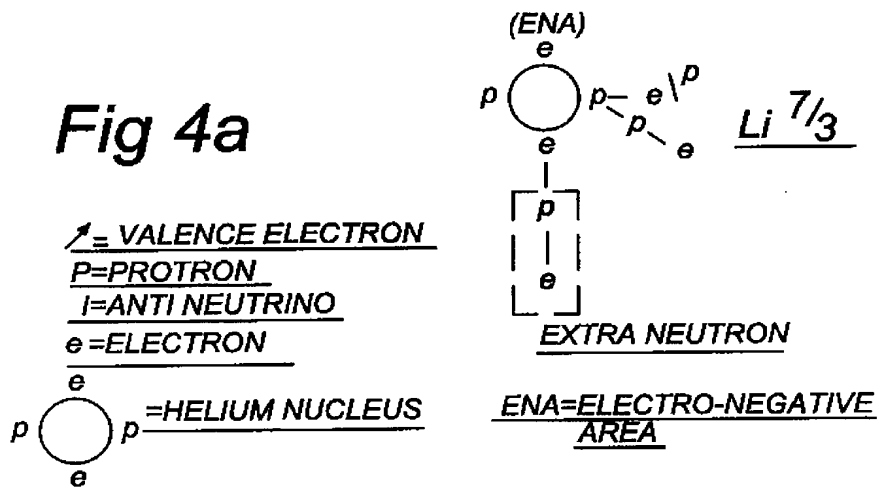 Fig 4a
= VALENCE ELECTRON
P=PROTRON
I=ANTI NEUTRINO
e =ELECTRON
e
p p =HELIUM NUCLEUS
e
(ENA)
e
p p e p
p e
e
p
e
Li 7/3
EXTRA NEUTRON
ENA=ELECTRO-NEGATIVE
AREA